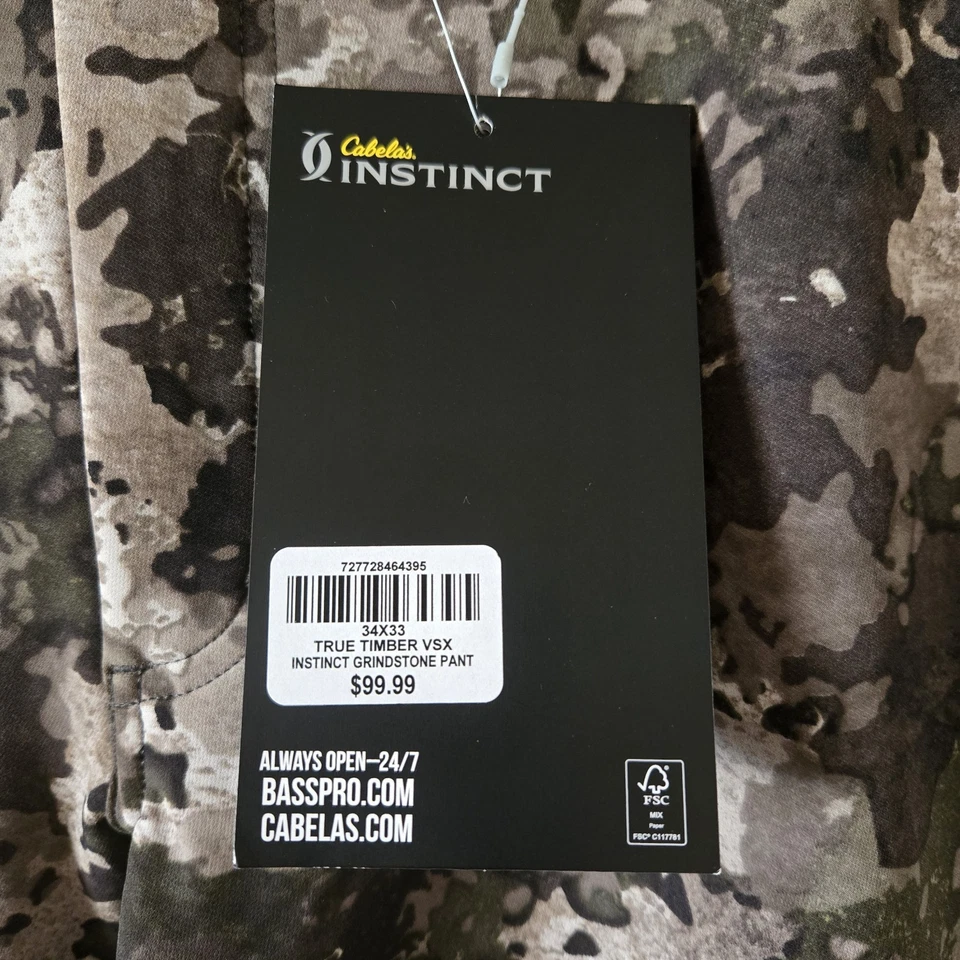 Cabela's.
INSTINCT
727728464395
34X33
TRUE TIMBER VSX
INSTINCT GRINDSTONE PANT
$99.99
ALWAYS OPEN—24/7
BASSPRO.COM
CABELAS.COM
FSC
MIX
Paper
FSC® C117781